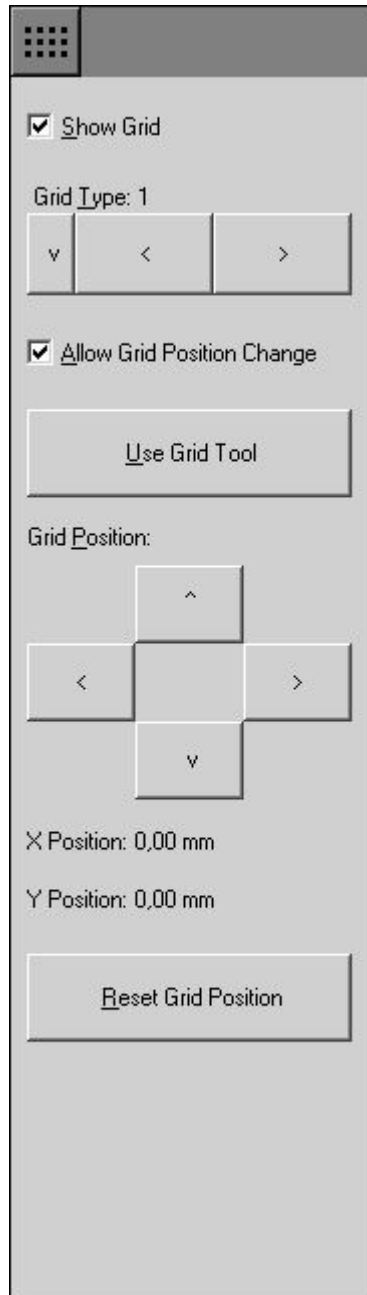 Show Grid
Grid Type: 1
v < >
Allow Grid Position Change
Use Grid Tool
Grid Position:
^
< >
v
X Position: 0,00 mm
Y Position: 0,00 mm
Reset Grid Position